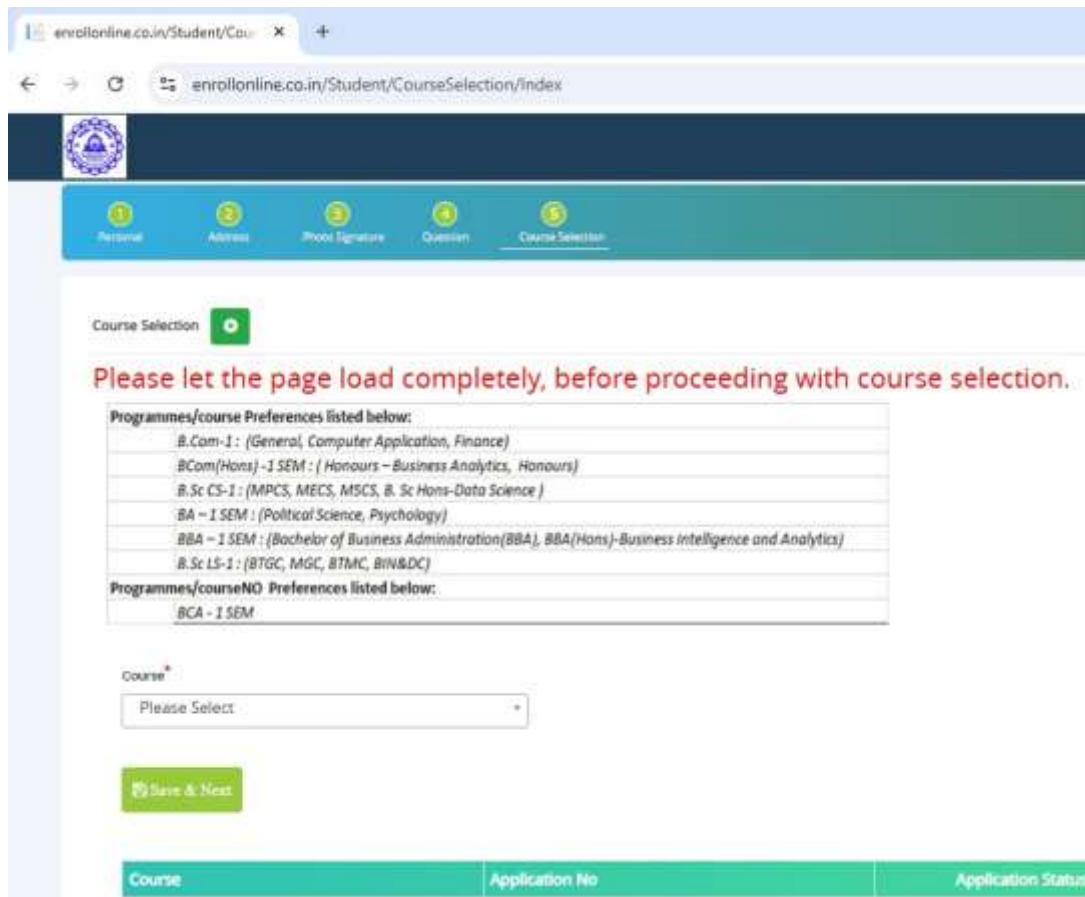 enrollonline.co.in/Student/Cou
enrollonline.co.in/Student/CourseSelection/Index
1 2 3 4 5
Personal Address Photo Signature Question Course Selection
Course Selection
Please let the page load completely, before proceeding with course selection.
Programmes/course Preferences listed below:
B.Com-1 : (General, Computer Application, Finance)
BCom(Hons) -1 SEM : ( Honours – Business Analytics, Honours)
B.Sc CS-1 : (MPCS, MECS, MSCS, B. Sc Hons-Data Science )
BA – 1 SEM : (Political Science, Psychology)
BBA – 1 SEM : (Bachelor of Business Administration(BBA), BBA(Hons)-Business Intelligence and Analytics)
B.Sc LS-1 : (BTGC, MGC, BTMC, BIN&DC)
Programmes/courseNO Preferences listed below:
BCA - 1 SEM
Course*
Please Select
Save & Next
Course Application No Application Status